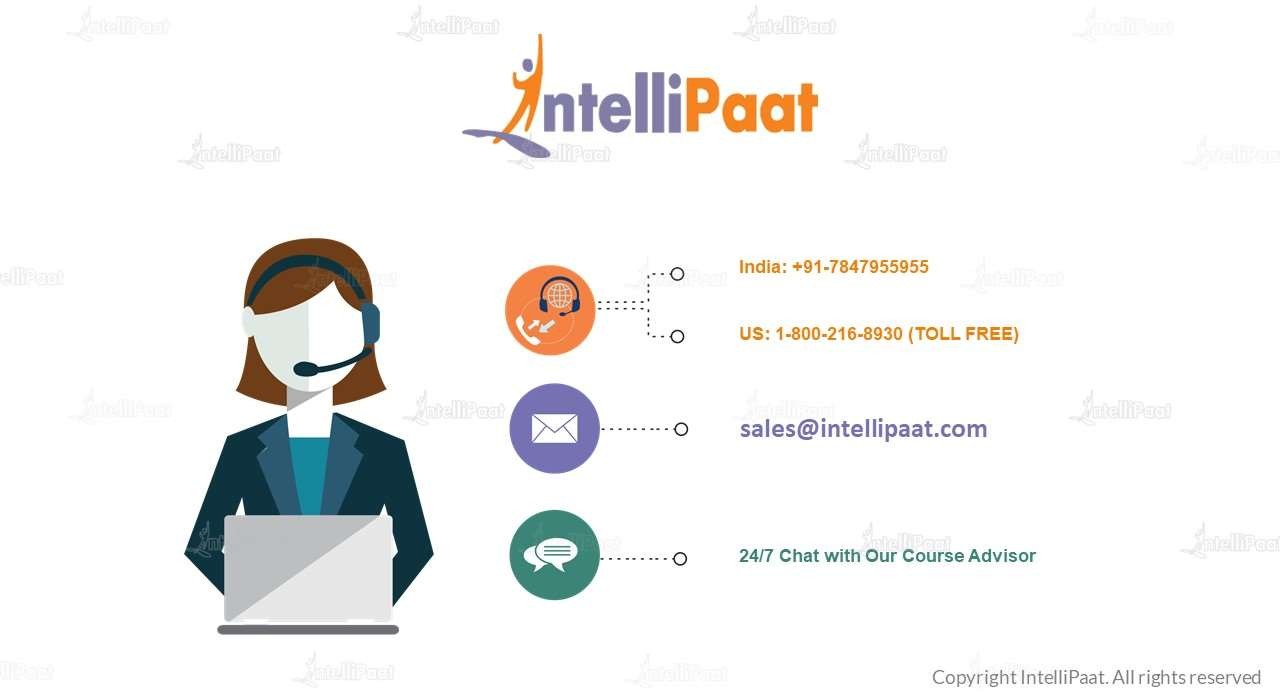 IntelliPaat
India: +91-7847955955
US: 1-800-216-8930 (TOLL FREE)
sales@intellipaat.com
24/7 Chat with Our Course Advisor
Copyright IntelliPaat. All rights reserved